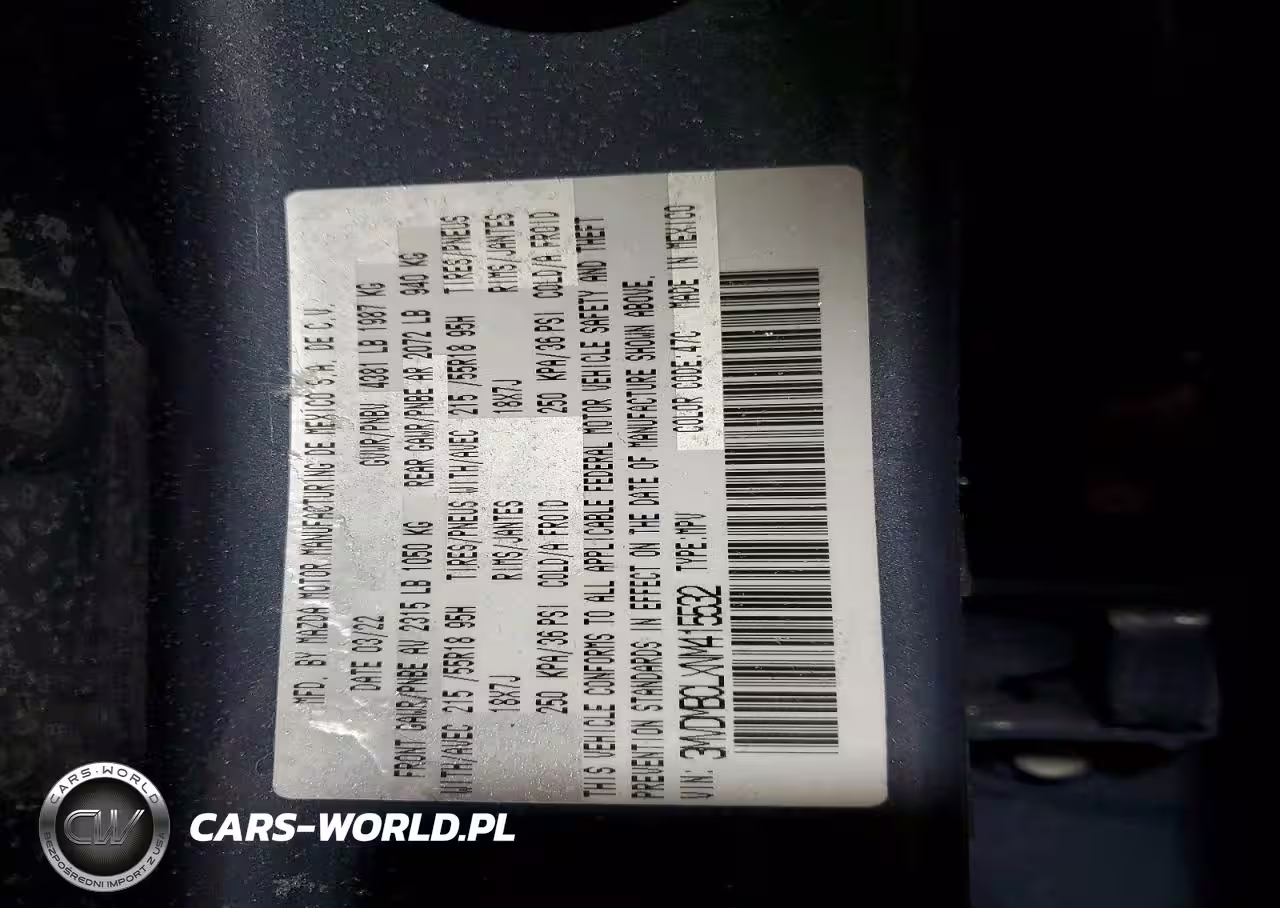 MFD. BY MAZDA MOTOR MANUFACTURING DE MEXICO S.A. DE C.V.
DATE 03/22 GVWR/PNBV 4381 LB 1987 KG
FRONT GAWR/PNBE AV 2315 LB 1050 KG REAR GAWR/PNBE AR 2072 LB 940 KG
WITH/AVEC 215 /55R18 95H TIRES/PNEUS WITH/AVEC 215 /55R18 95H TIRES/PNEUS
18X7J RIMS/JANTES 18X7J RIMS/JANTES
250 KPA/36 PSI COLD/A FROID 250 KPA/36 PSI COLD/A FROID
THIS VEHICLE CONFORMS TO ALL APPLICABLE FEDERAL MOTOR VEHICLE SAFETY AND THEFT
PREVENTION STANDARDS IN EFFECT ON THE DATE OF MANUFACTURE SHOWN ABOVE.
VIN: 3MVDMBCLXNM415532 TYPE:MPV COLOR CODE:47C MADE IN MEXICO
CARS-WORLD
CW
BEZPOŚREDNI IMPORT Z USA
CARS-WORLD.PL